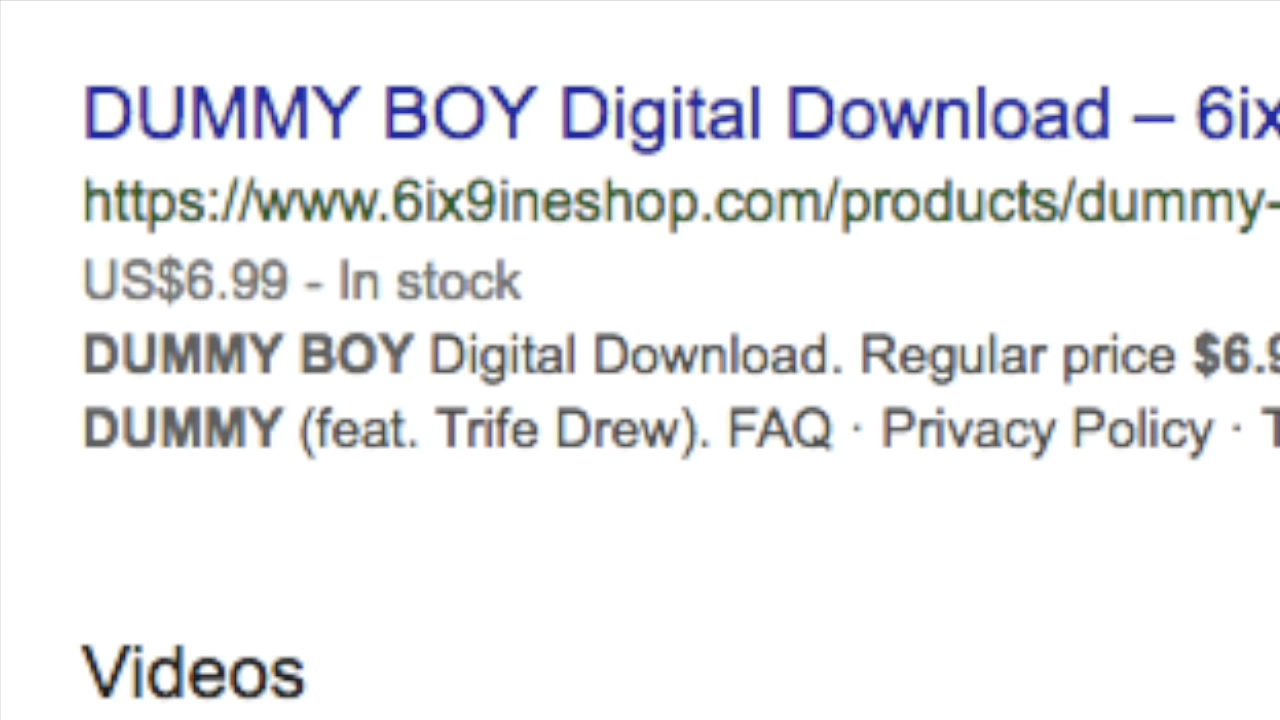 DUMMY BOY Digital Download – 6ix
https://www.6ix9ineshop.com/products/dummy-
US$6.99 - In stock
DUMMY BOY Digital Download. Regular price $6.9
DUMMY (feat. Trife Drew). FAQ · Privacy Policy · T
Videos